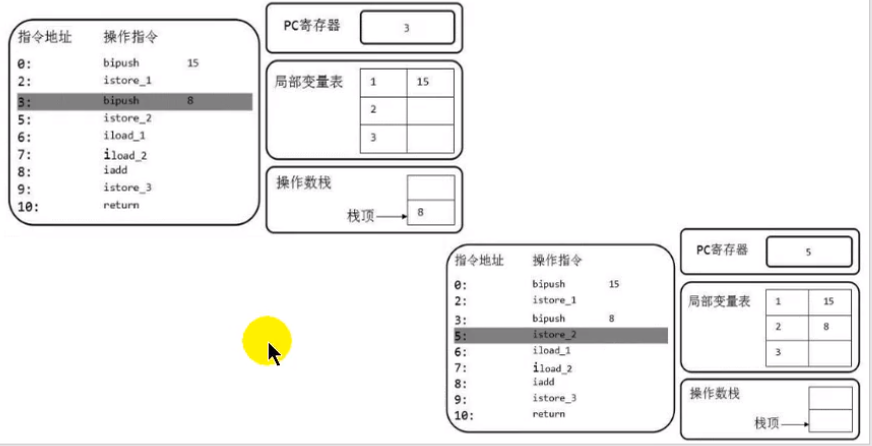 指令地址 操作指令
0: bipush 15
2: istore_1
3: bipush 8
5: istore_2
6: iload_1
7: iload_2
8: iadd
9: istore_3
10: return
PC寄存器 3
局部变量表 1 15
2
3
操作数栈
栈顶 8
指令地址 操作指令
0: bipush 15
2: istore_1
3: bipush 8
5: istore_2
6: iload_1
7: iload_2
8: iadd
9: istore_3
10: return
PC寄存器 5
局部变量表 1 15
2 8
3
操作数栈
栈顶